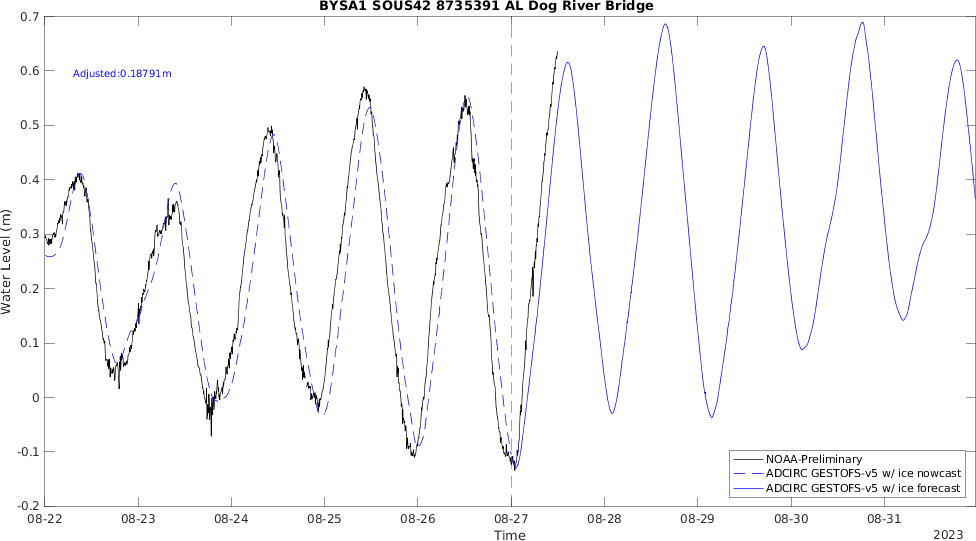 BYSA1 SOUS42 8735391 AL Dog River Bridge
Adjusted:0.18791m
Water Level (m)
0.7
0.6
0.5
0.4
0.3
0.2
0.1
0
-0.1
-0.2
NOAA-Preliminary
ADCIRC GESTOFS-v5 w/ ice nowcast
ADCIRC GESTOFS-v5 w/ ice forecast
08-22 08-23 08-24 08-25 08-26 08-27 08-28 08-29 08-30 08-31
Time
2023